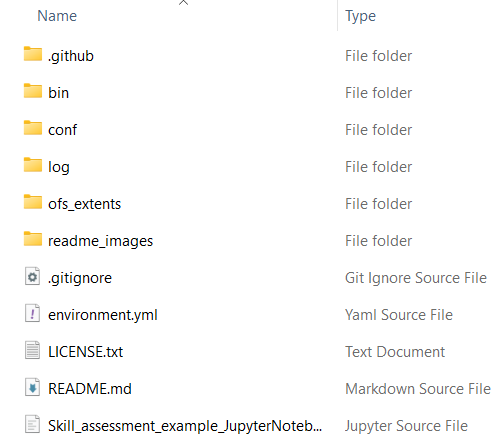 Name Type
.github File folder
bin File folder
conf File folder
log File folder
ofs_extents File folder
readme_images File folder
.gitignore Git Ignore Source File
environment.yml Yaml Source File
LICENSE.txt Text Document
README.md Markdown Source File
Skill_assessment_example_JupyterNoteb... Jupyter Source File